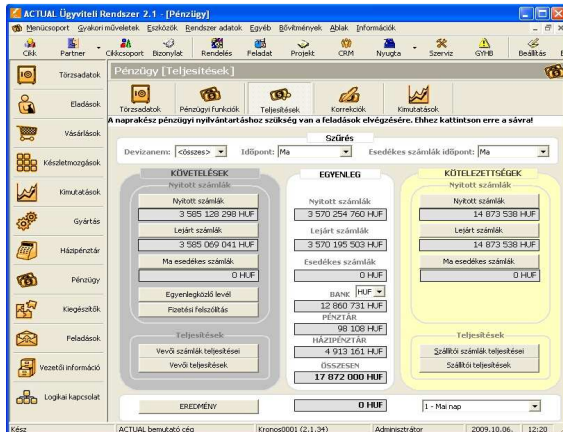 ACTUAL Ügyviteli Rendszer 2.1 - [Pénzügy]
Menücsoport Gyakori műveletek Eszközök Rendszer adatok Egyéb Bővítmények Ablak Információk
Cikk Partner Cikkcsoport Bizonylat Rendelés Feladat Projekt CRM Nyugta Szerviz GYHB Beállítás
Törzsadatok
Eladások
Vásárlások
Készletmozgások
Kimutatások
Gyártás
Házipénztár
Pénzügy
Kiegészítők
Feladások
Vezetői információ
Logikai kapcsolat
Pénzügy [Teljesítések]
Törzsadatok Pénzügyi funkciók Teljesítések Korrekciók Kimutatások
A naprakész pénzügyi nyilvántartáshoz szükség van a feladások elvégzésére. Ehhez kattintson erre a sávra!
Szűrés
Devizanem: <összes> Időpont: Ma Esedékes számlák időpont: Ma
KÖVETELÉSEK
Nyitott számlák
Nyitott számlák
3 585 128 298 HUF
Lejárt számlák
3 585 069 041 HUF
Ma esedékes számlák
0 HUF
Egyenlegközlő levél
Fizetési felszólítás
Teljesítések
Vevői számlák teljesítései
Vevői teljesítések
EGYENLEG
Nyitott számlák
3 570 254 760 HUF
Lejárt számlák
3 570 195 503 HUF
Esedékes számlák
0 HUF
BANK HUF
12 860 731 HUF
PÉNZTÁR
98 108 HUF
HÁZIPÉNZTÁR
4 913 161 HUF
ÖSSZESEN
17 872 000 HUF
KÖTELEZETTSÉGEK
Nyitott számlák
Nyitott számlák
14 873 538 HUF
Lejárt számlák
14 873 538 HUF
Ma esedékes számlák
0 HUF
Teljesítések
Szállítói számlák teljesítései
Szállítói teljesítések
EREDMÉNY 0 HUF 1 - Mai nap
Kész ACTUAL bemutató cég Kronos0001 (2.1.34) Adminisztrátor 2009.10.06. 12:20